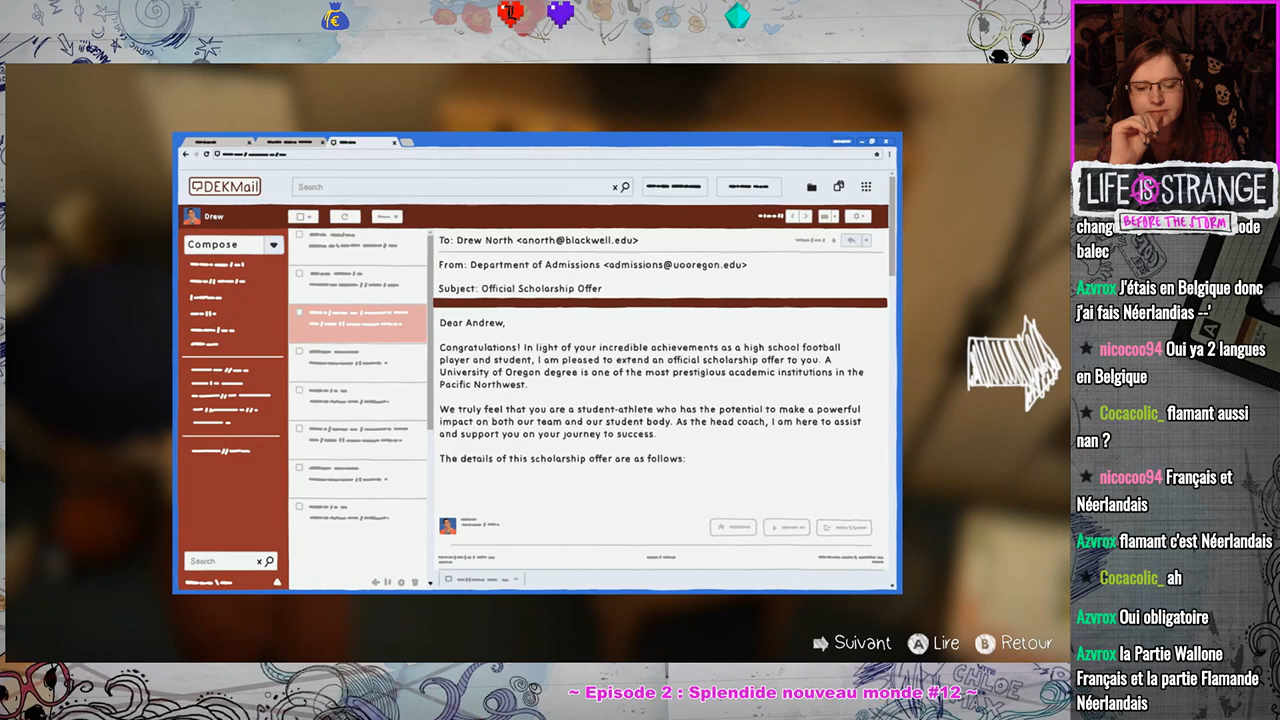 DEKMail
Search
x
Drew
Compose
To: Drew North <anorth@blackwell.edu>
From: Department of Admissions <admissions@uooregon.edu>
Subject: Official Scholarship Offer
Dear Andrew,
Congratulations! In light of your incredible achievements as a high school football
player and student, I am pleased to extend an official scholarship offer to you. A
University of Oregon degree is one of the most prestigious academic institutions in the
Pacific Northwest.
We truly feel that you are a student-athlete who has the potential to make a powerful
impact on both our team and our student body. As the head coach, I am here to assist
and support you on your journey to success.
The details of this scholarship offer are as follows:
Search
x
Suivant
A Lire
B Retour
~ Episode 2 : Splendide nouveau monde #12 ~
LIFE IS STRANGE
BEFORE THE STORM
balec
Azvrox J'étais en Belgique donc
j'ai fais Néerlandias --'
nicocoo94 Oui ya 2 langues
en Belgique
Cocacolic_ flamant aussi
nan ?
nicocoo94 Français et
Néerlandais
Azvrox flamant c'est Néerlandais
Cocacolic_ ah
Azvrox Oui obligatoire
Azvrox la Partie Wallone
Français et la partie Flamande
Néerlandais